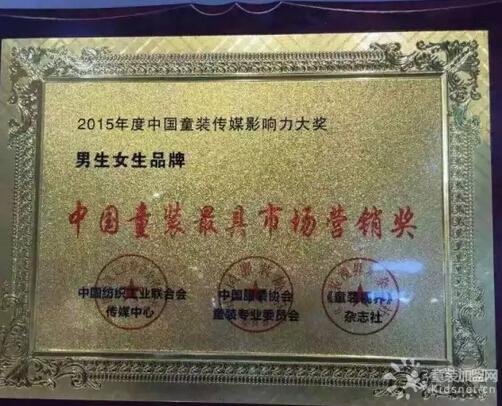 2015年度中国童装传媒影响力大奖
男生女生品牌
中国童装最具市场营销奖
中国纺织工业联合会
传媒中心
中国服装协会
童装专业委员会
《童装视界》
杂志社
童装加盟网
Kidsnet.cn